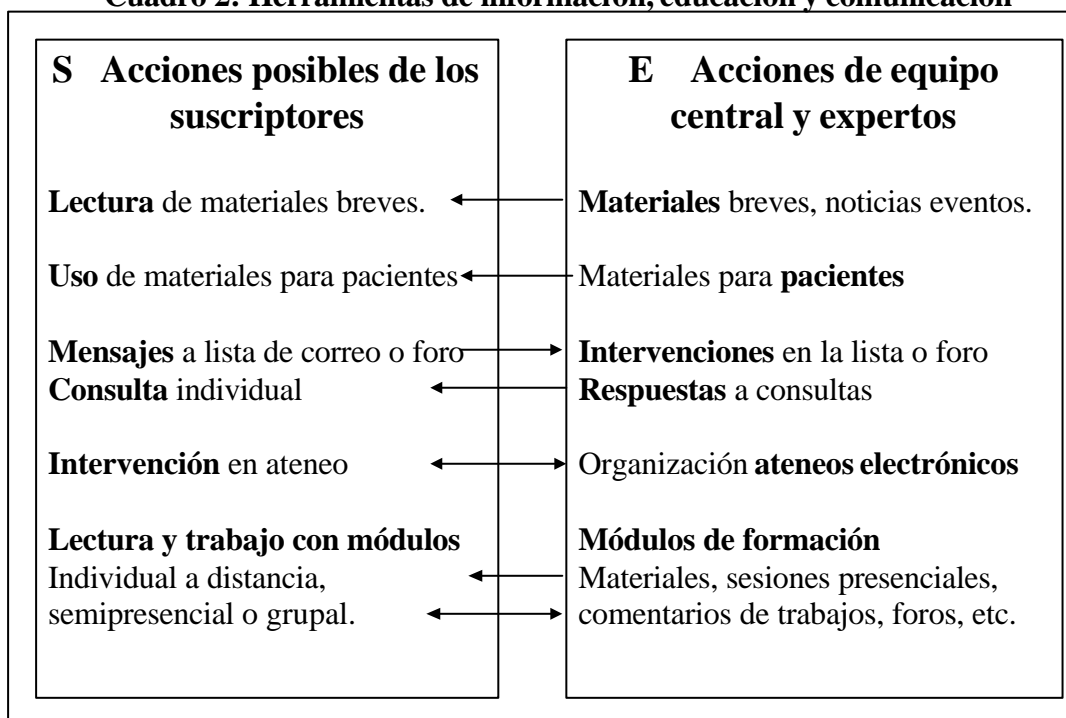 Cuadro 2: Herramientas de información, educación y comunicación
S Acciones posibles de los
suscriptores
Lectura de materiales breves.
Uso de materiales para pacientes
Mensajes a lista de correo o foro
Consulta individual
Intervención en ateneo
Lectura y trabajo con módulos
Individual a distancia,
semipresencial o grupal.
E Acciones de equipo
central y expertos
Materiales breves, noticias eventos.
Materiales para pacientes
Intervenciones en la lista o foro
Respuestas a consultas
Organización ateneos electrónicos
Módulos de formación
Materiales, sesiones presenciales,
comentarios de trabajos, foros, etc.